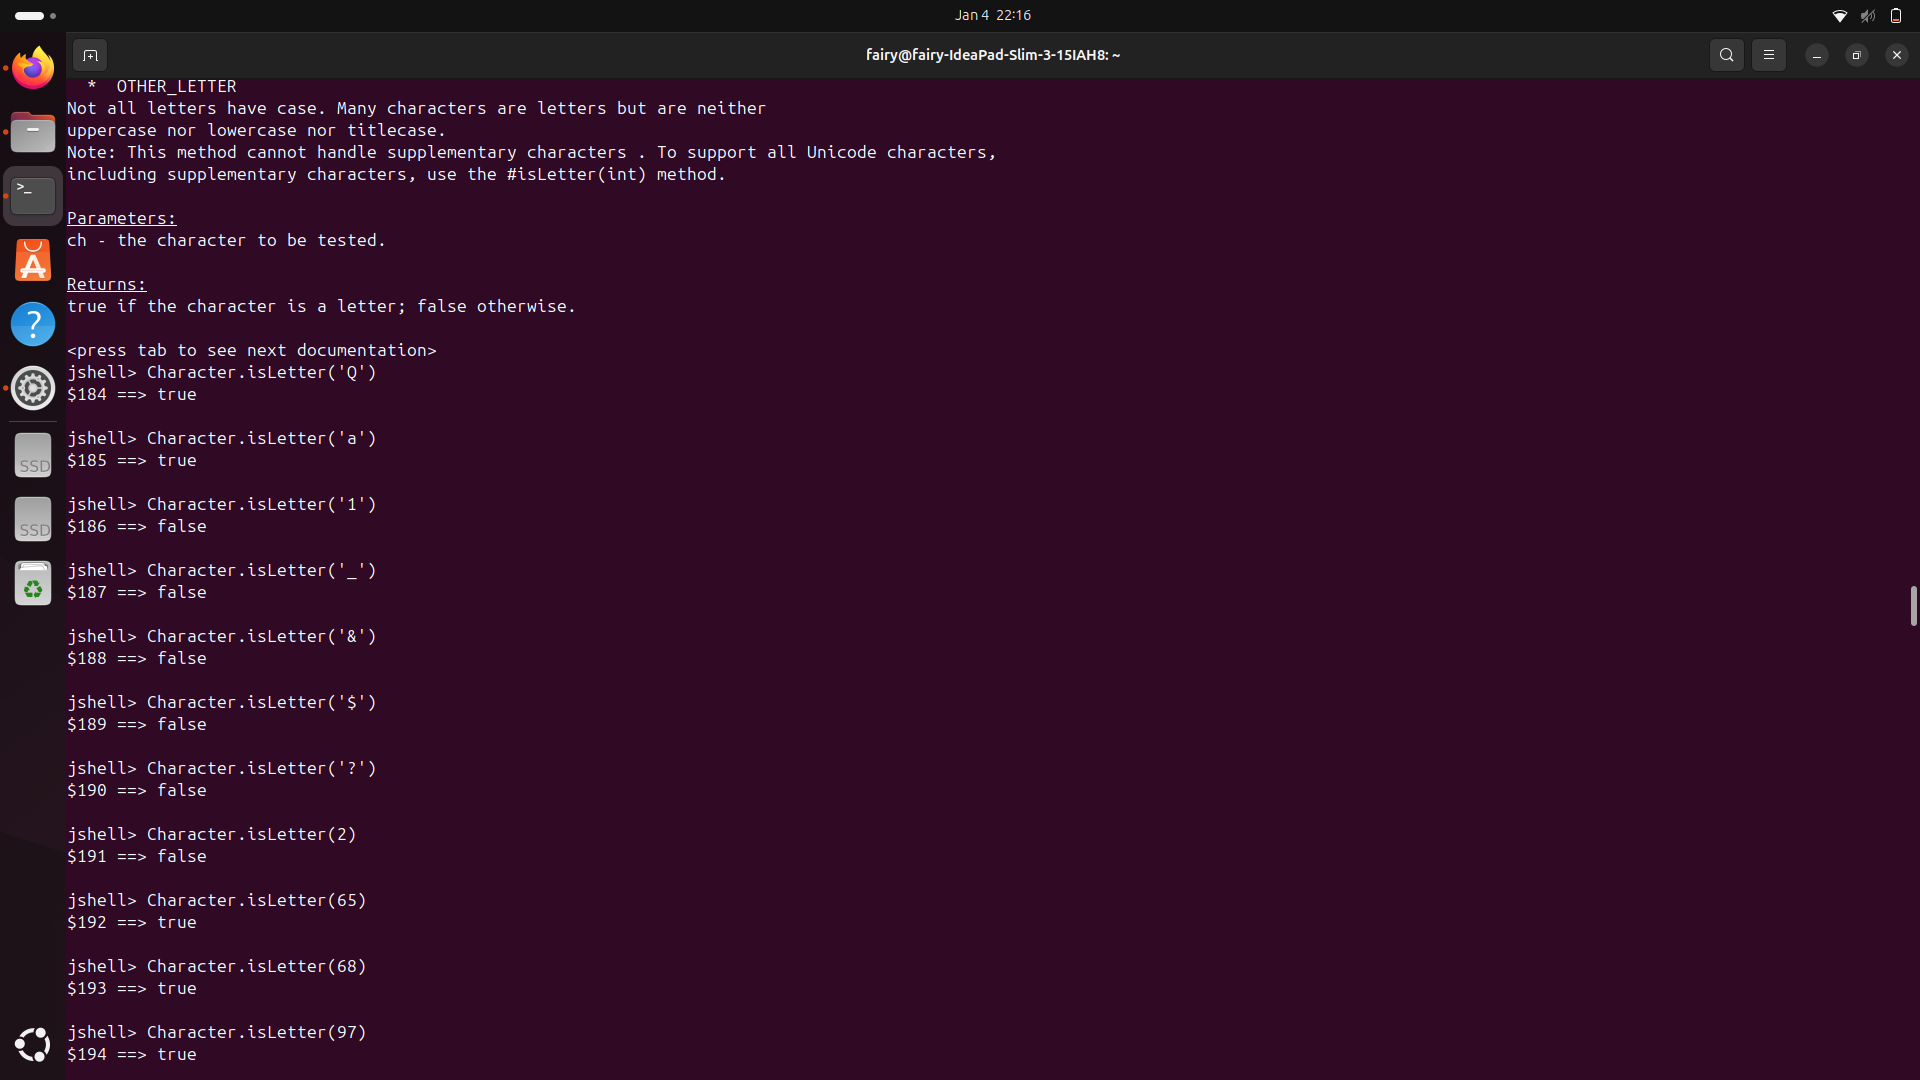 Jan 4 22:16
fairy@fairy-IdeaPad-Slim-3-15IAH8: ~
* OTHER_LETTER
Not all letters have case. Many characters are letters but are neither
uppercase nor lowercase nor titlecase.
Note: This method cannot handle supplementary characters . To support all Unicode characters,
including supplementary characters, use the #isLetter(int) method.
Parameters:
ch - the character to be tested.
Returns:
true if the character is a letter; false otherwise.
<press tab to see next documentation>
jshell> Character.isLetter('Q')
$184 ==> true
jshell> Character.isLetter('a')
$185 ==> true
jshell> Character.isLetter('1')
$186 ==> false
jshell> Character.isLetter('_')
$187 ==> false
jshell> Character.isLetter('&')
$188 ==> false
jshell> Character.isLetter('$')
$189 ==> false
jshell> Character.isLetter('?')
$190 ==> false
jshell> Character.isLetter(2)
$191 ==> false
jshell> Character.isLetter(65)
$192 ==> true
jshell> Character.isLetter(68)
$193 ==> true
jshell> Character.isLetter(97)
$194 ==> true
>_
?
SSD
SSD